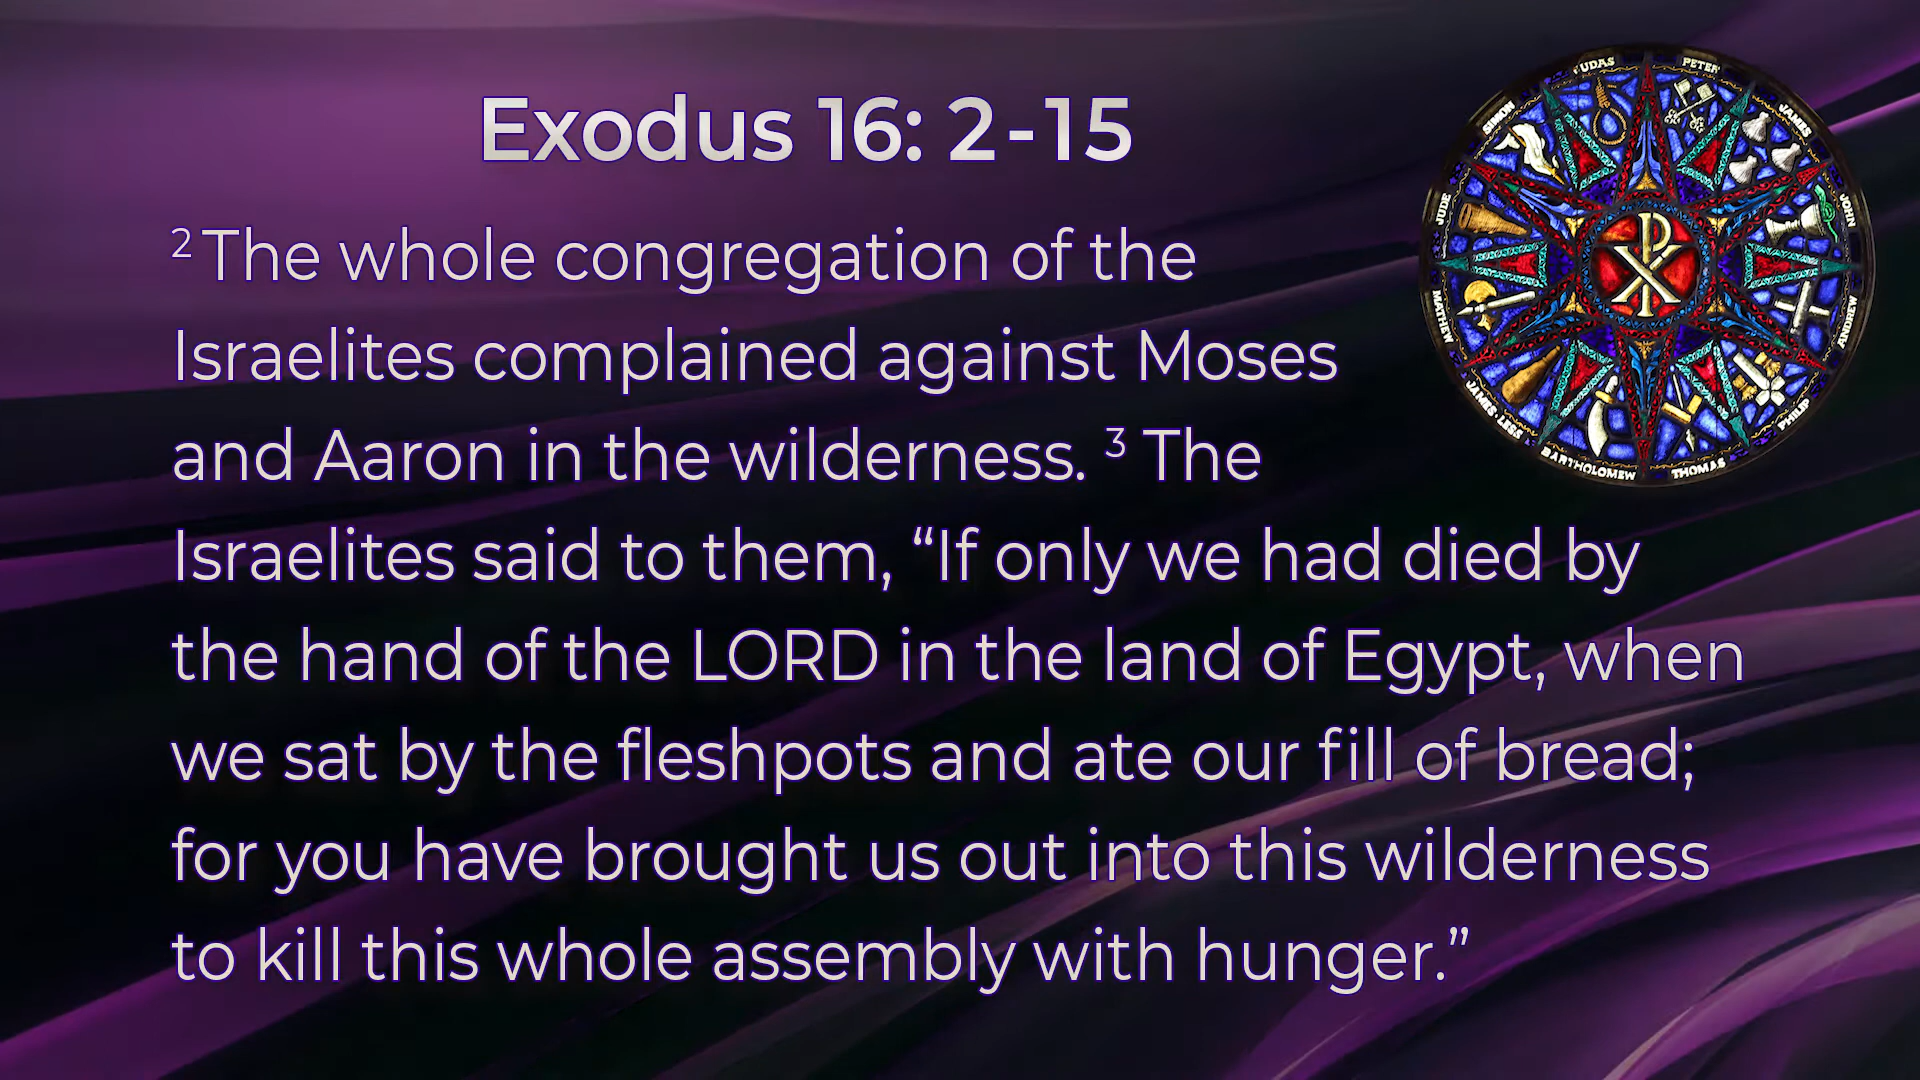 Exodus 16: 2-15
2 The whole congregation of the
Israelites complained against Moses
and Aaron in the wilderness. 3 The
Israelites said to them, “If only we had died by
the hand of the LORD in the land of Egypt, when
we sat by the fleshpots and ate our fill of bread;
for you have brought us out into this wilderness
to kill this whole assembly with hunger.”
UDAS
PETER
JAMES
JOHN
ANDREW
PHILIP
THOMAS
BARTHOLOMEW
JAMES·LESS
MATHEW
JUDE
SIMON